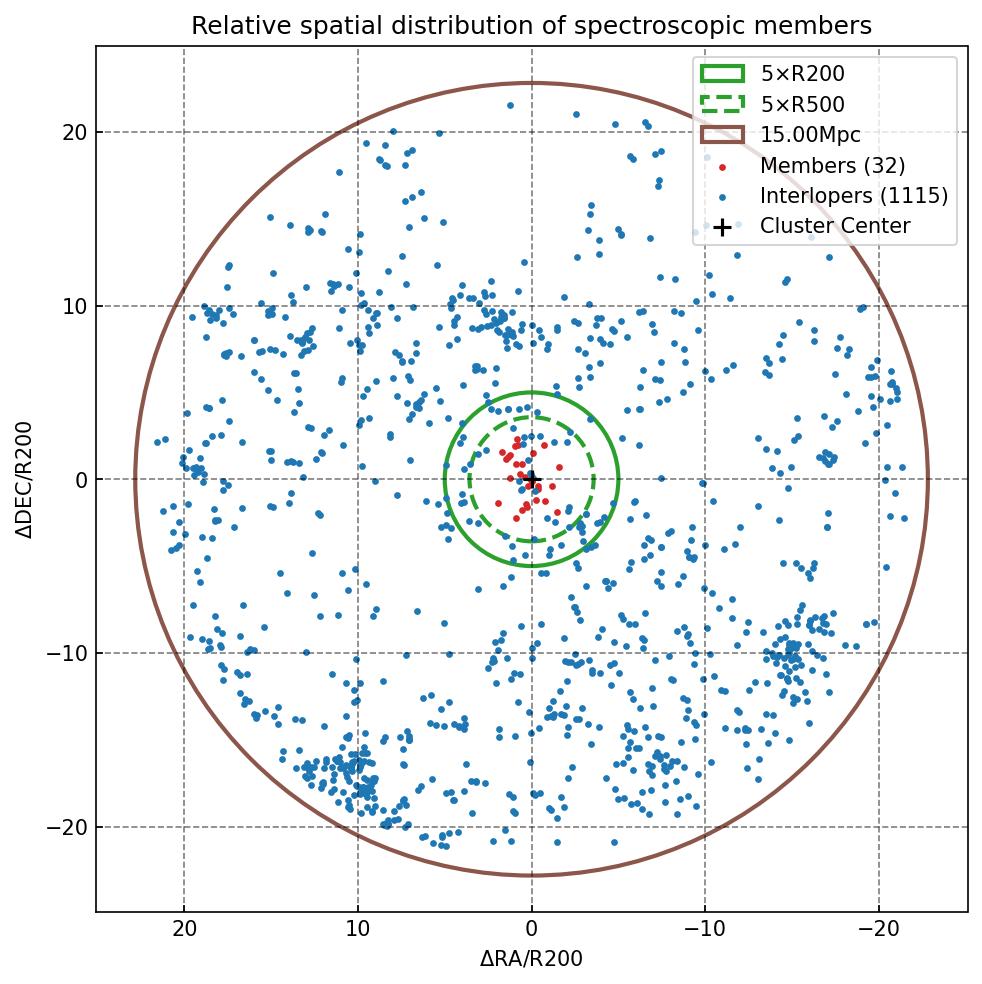 Relative spatial distribution of spectroscopic members
5×R200
5×R500
15.00Mpc
Members (32)
Interlopers (1115)
Cluster Center
20
10
0
−10
−20
ΔDEC/R200
20
10
0
−10
−20
ΔRA/R200